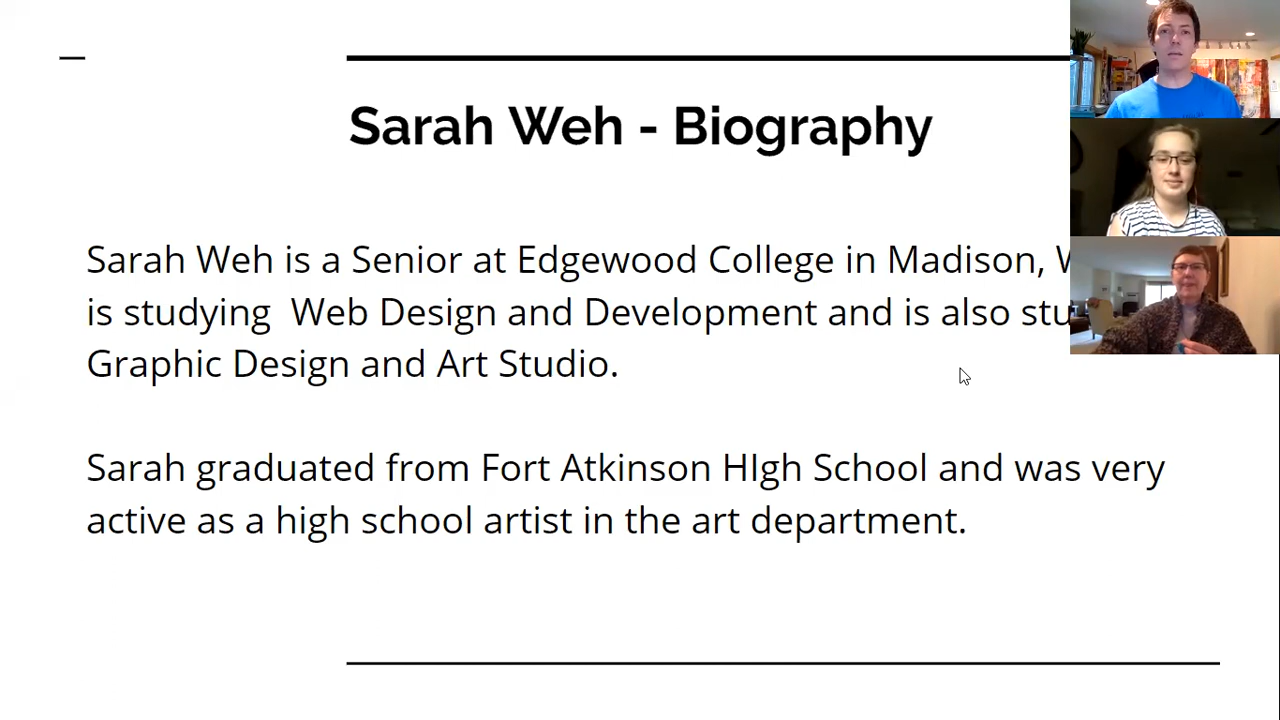 Sarah Weh - Biography
Sarah Weh is a Senior at Edgewood College in Madison,
is studying  Web Design and Development and is also
Graphic Design and Art Studio.
Sarah graduated from Fort Atkinson HIgh School and was very
active as a high school artist in the art department.